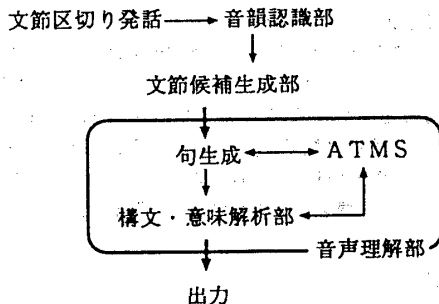 文節区切り発話 → 音韻認識部
文節候補生成部
句生成 ATMS
構文・意味解析部
音声理解部
出力